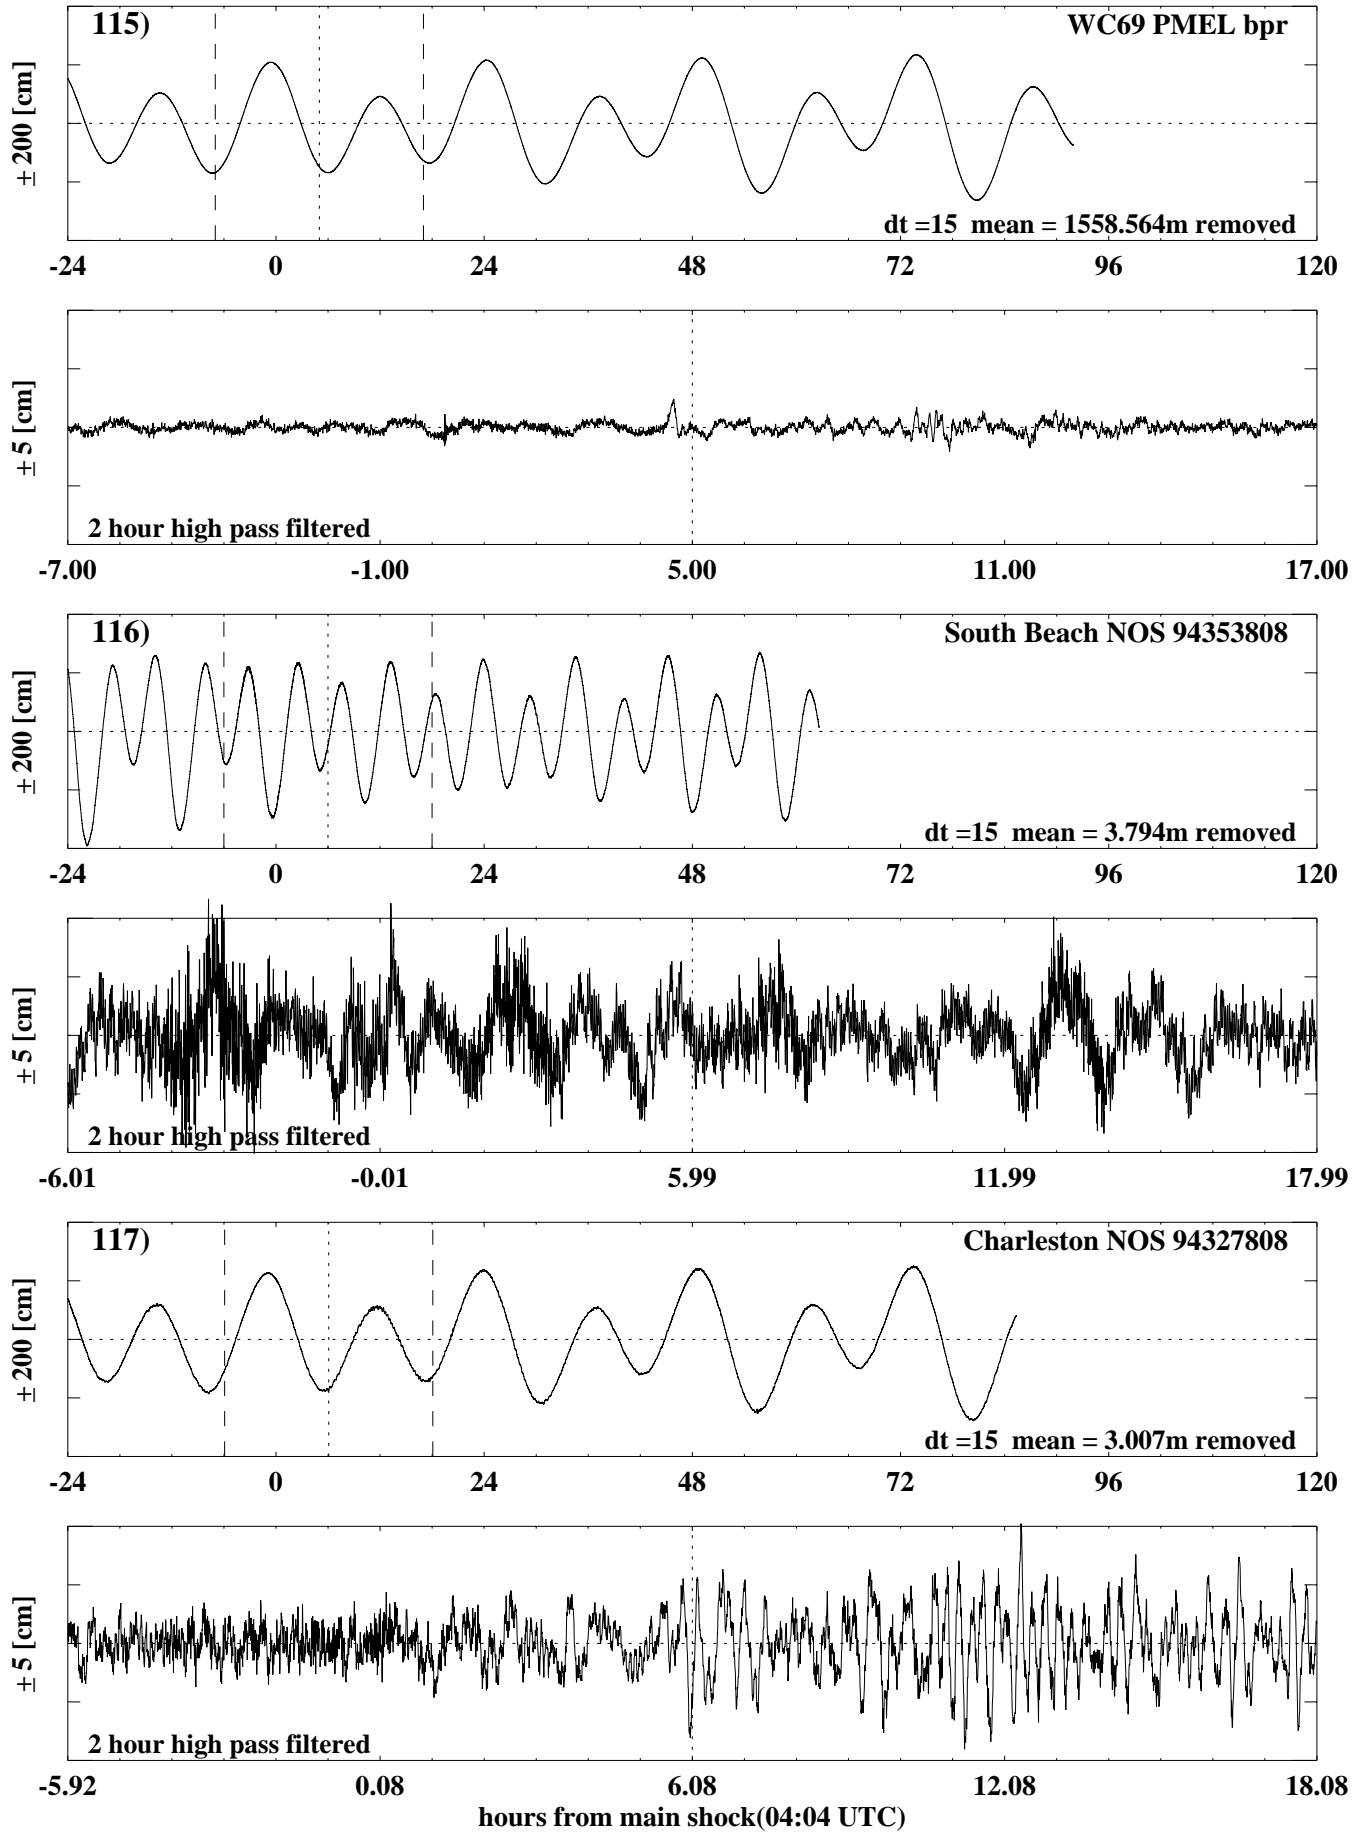 115) WC69 PMEL bpr
± 200 [cm]
dt =15 mean = 1558.564m removed
-24 0 24 48 72 96 120
± 5 [cm]
2 hour high pass filtered
-7.00 -1.00 5.00 11.00 17.00
116) South Beach NOS 94353808
± 200 [cm]
dt =15 mean = 3.794m removed
-24 0 24 48 72 96 120
± 5 [cm]
2 hour high pass filtered
-6.01 -0.01 5.99 11.99 17.99
117) Charleston NOS 94327808
± 200 [cm]
dt =15 mean = 3.007m removed
-24 0 24 48 72 96 120
± 5 [cm]
2 hour high pass filtered
-5.92 0.08 6.08 12.08 18.08
hours from main shock(04:04 UTC)